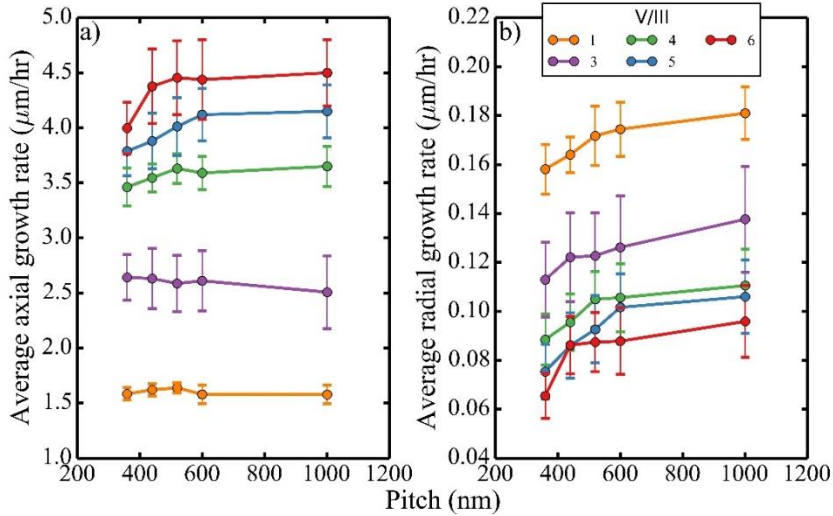 a)
Average axial growth rate (μm/hr)
5.0
4.5
4.0
3.5
3.0
2.5
2.0
1.5
1.0
200 400 600 800 1000 1200
b)
V/III
1 4 6
3 5
Average radial growth rate (μm/hr)
0.22
0.20
0.18
0.16
0.14
0.12
0.10
0.08
0.06
0.04
200 400 600 800 1000 1200
Pitch (nm)